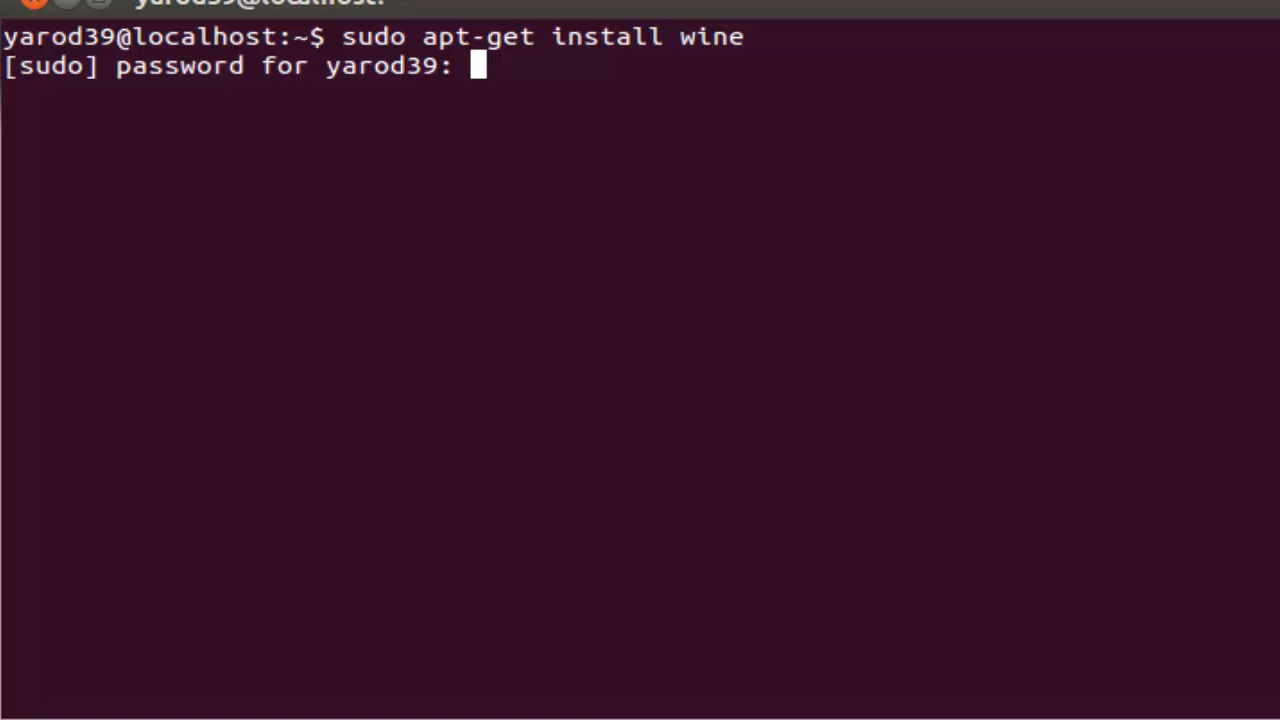 yarod39@localhost: ~
yarod39@localhost:~$ sudo apt-get install wine
[sudo] password for yarod39: